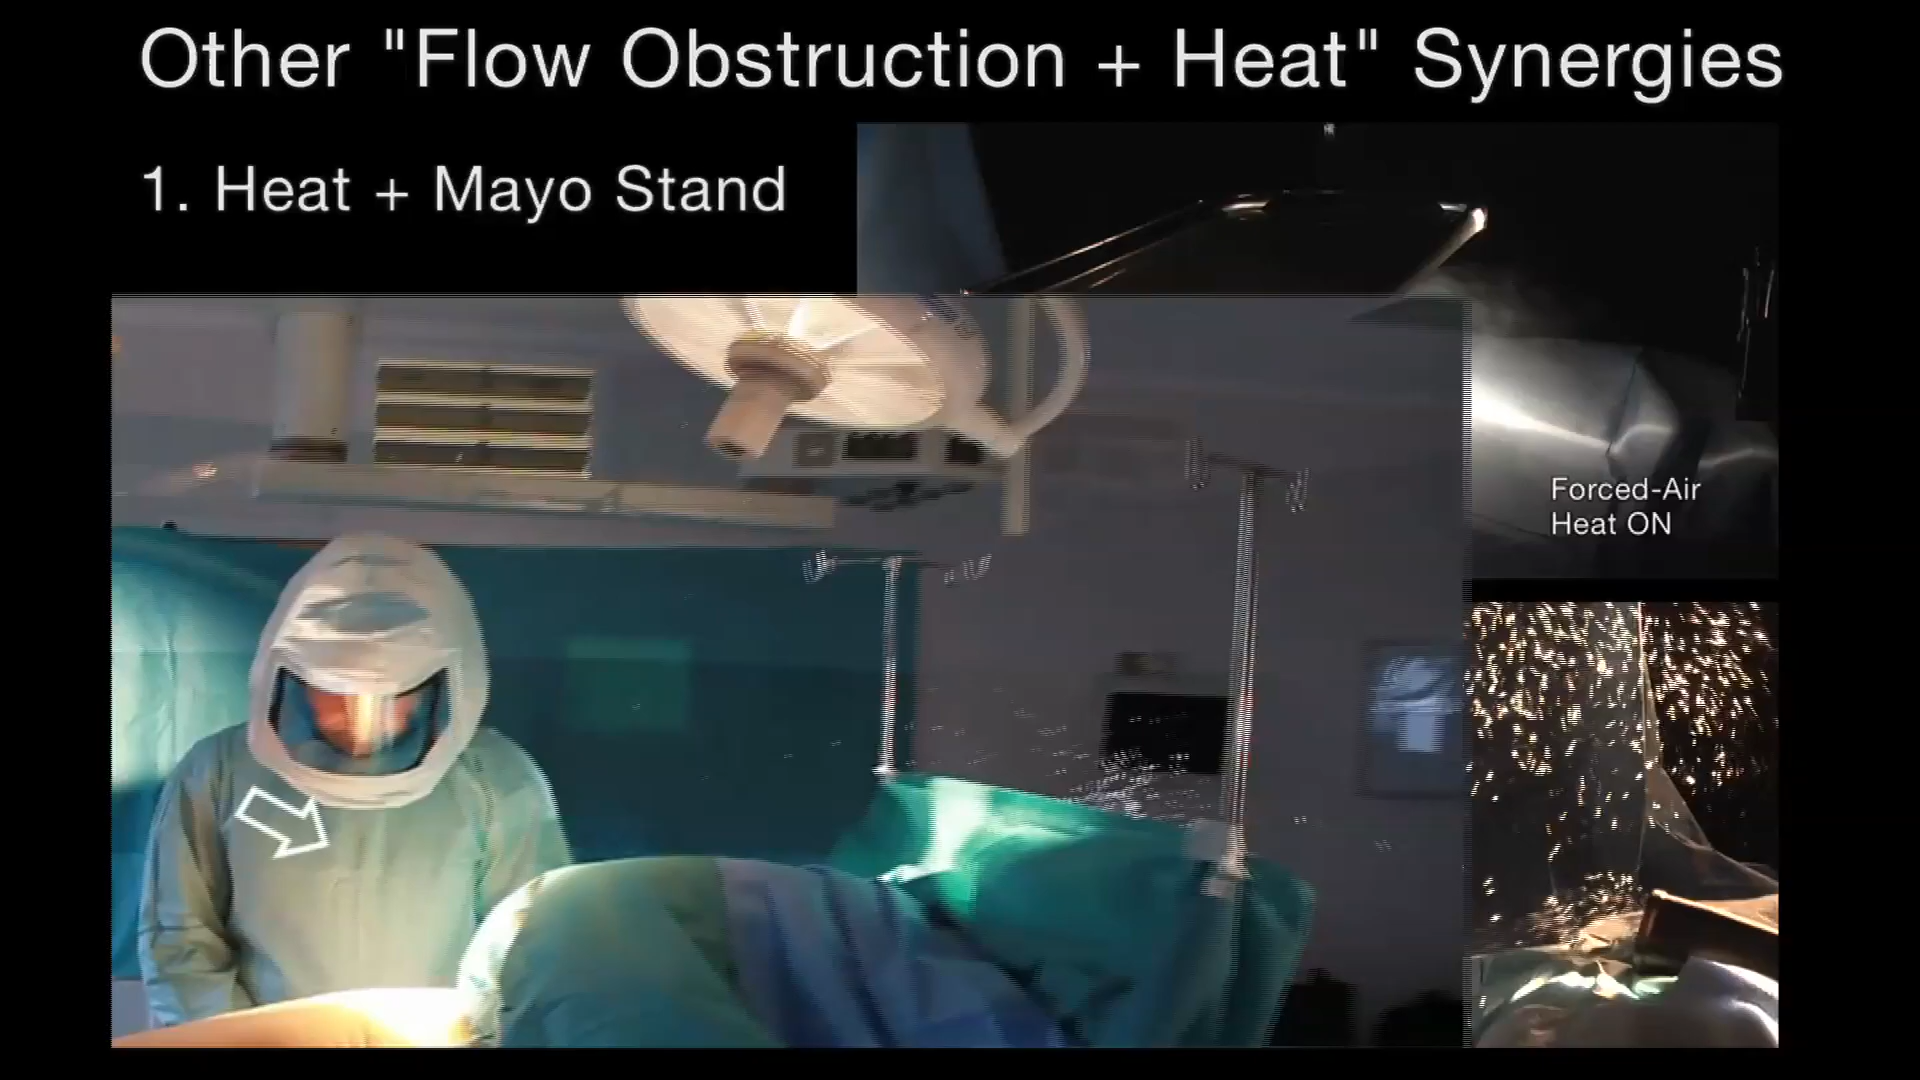 Other "Flow Obstruction + Heat" Synergies
1. Heat + Mayo Stand
Forced-Air
Heat ON